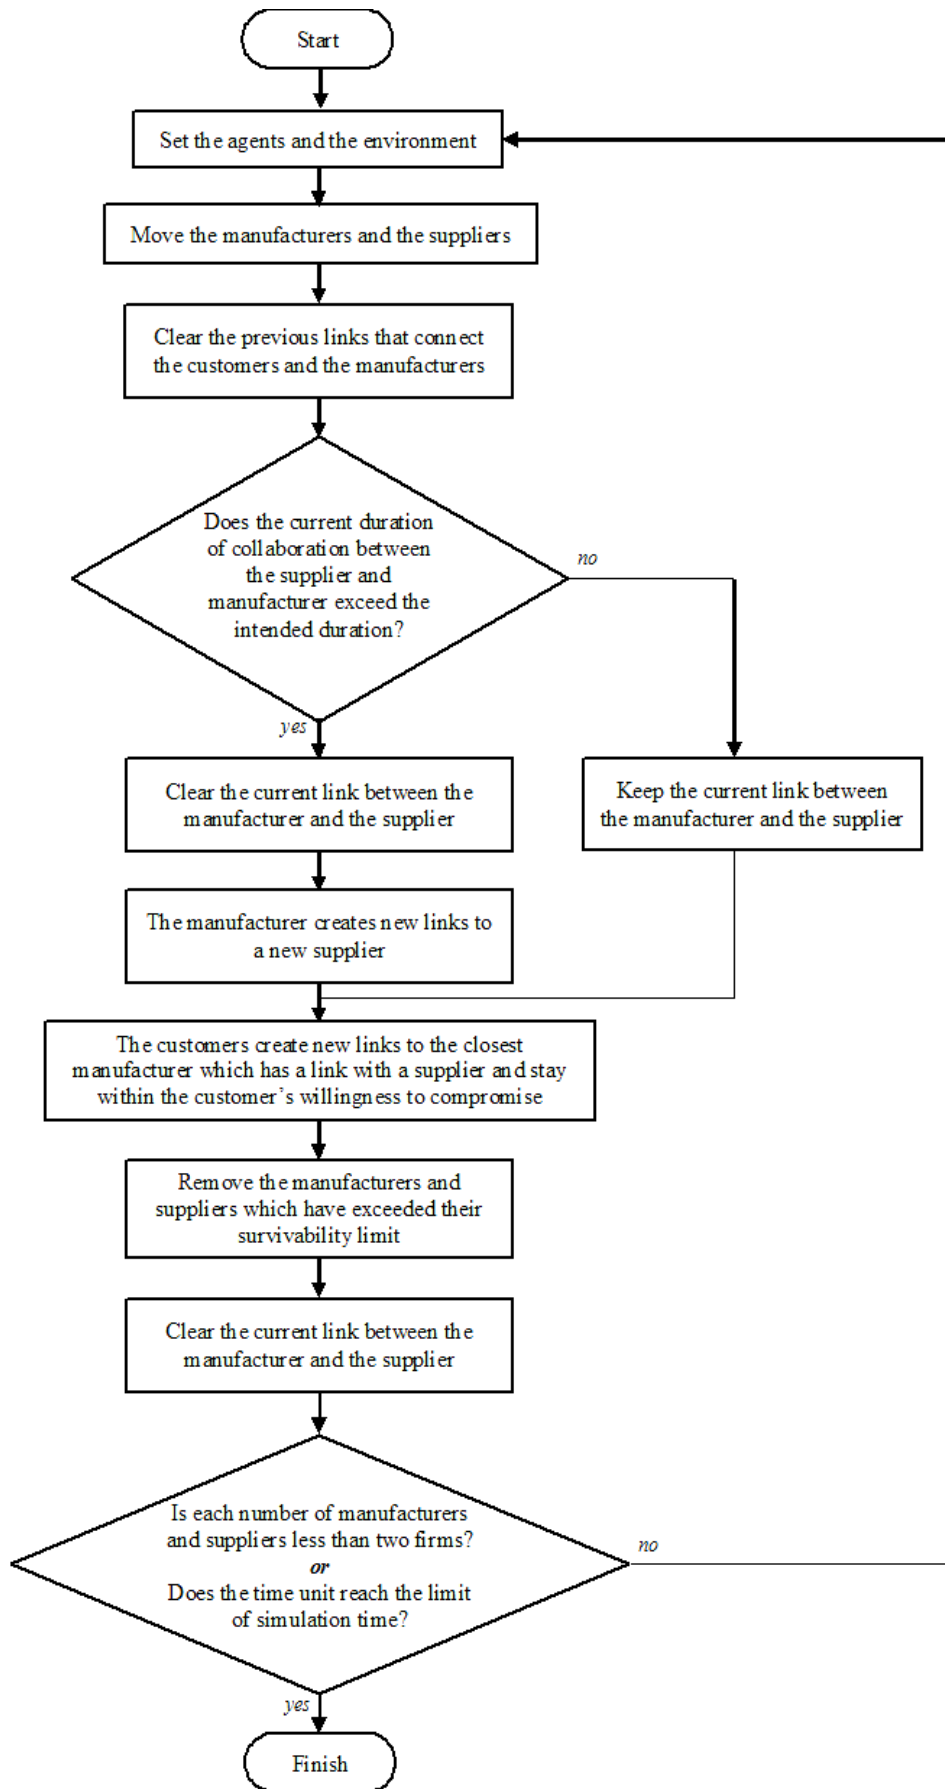 Start
Set the agents and the environment
Move the manufacturers and the suppliers
Clear the previous links that connect
the customers and the manufacturers
Does the current duration
of collaboration between
the supplier and
manufacturer exceed the
intended duration?
no
yes
Clear the current link between the
manufacturer and the supplier
Keep the current link between
the manufacturer and the supplier
The manufacturer creates new links to
a new supplier
The customers create new links to the closest
manufacturer which has a link with a supplier and stay
within the customer's willingness to compromise
Remove the manufacturers and
suppliers which have exceeded their
survivability limit
Clear the current link between the
manufacturer and the supplier
Is each number of manufacturers
and suppliers less than two firms?
or
Does the time unit reach the limit
of simulation time?
no
yes
Finish